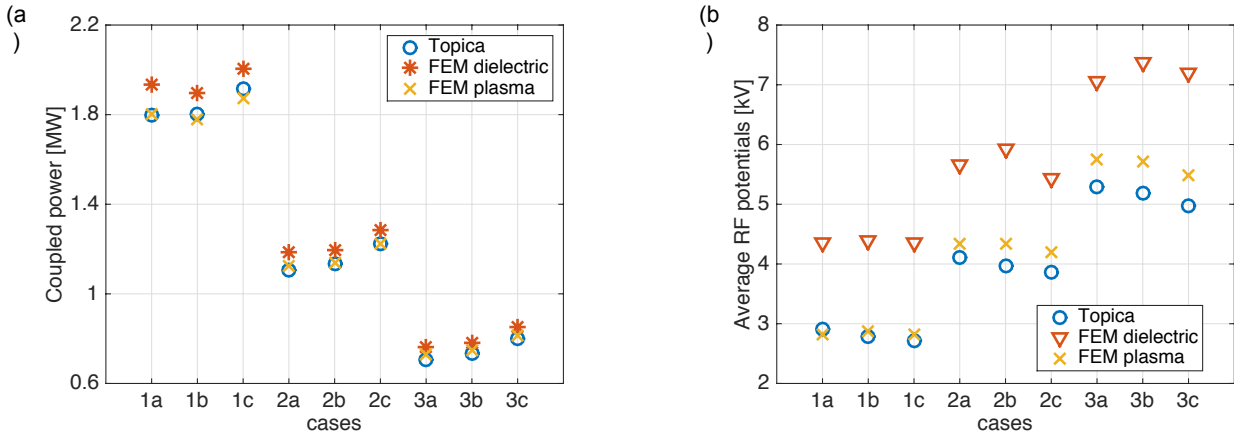 (a
)
2.2
1.8
1.4
1
0.6
Coupled power [MW]
Topica
FEM dielectric
FEM plasma
1a 1b 1c 2a 2b 2c 3a 3b 3c
cases
(b
)
8
7
6
5
4
3
2
Average RF potentials [kV]
Topica
FEM dielectric
FEM plasma
1a 1b 1c 2a 2b 2c 3a 3b 3c
cases